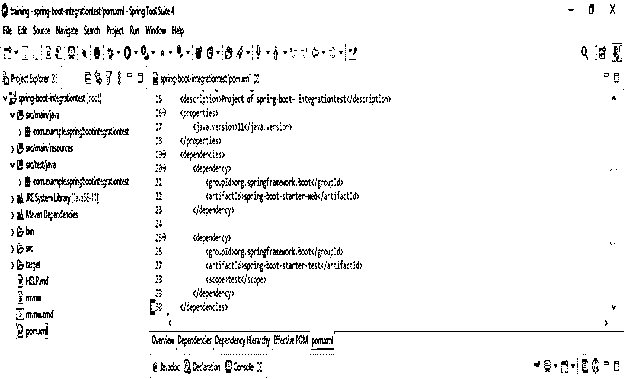 training - spring-boot-integrationtest/pom.xml - Spring Tool Suite 4
File Edit Source Navigate Search Project Run Window Help
Project Explorer
spring-boot-integrationtest/pom.xml
spring-boot-integrationtest [boot]
src/main/java
com.example.springbootintegrationtest
src/main/resources
src/test/java
com.example.springbootintegrationtest
JRE System Library [JavaSE-11]
Maven Dependencies
bin
src
target
HELP.md
mvnw
mvnw.cmd
pom.xml
15 <description>Project of spring-boot- integrationtest</description>
16 <properties>
17 <java.version>11</java.version>
18 </properties>
19 <dependencies>
20 <dependency>
21 <groupId>org.springframework.boot</groupId>
22 <artifactId>spring-boot-starter-web</artifactId>
23 </dependency>
24
25 <dependency>
26 <groupId>org.springframework.boot</groupId>
27 <artifactId>spring-boot-starter-test</artifactId>
28 <scope>test</scope>
29 </dependency>
30 </dependencies>
Overview Dependencies Dependency Hierarchy Effective POM pom.xml
@ Javadoc Declaration Console